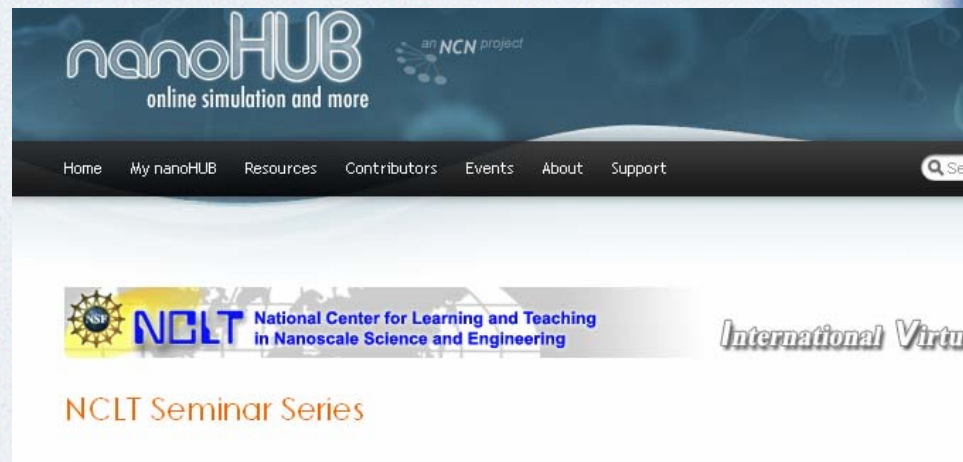 nanoHUB
an NCN project
online simulation and more
Home My nanoHUB Resources Contributors Events About Support
NSF NCLT National Center for Learning and Teaching
in Nanoscale Science and Engineering
International
NCLT Seminar Series